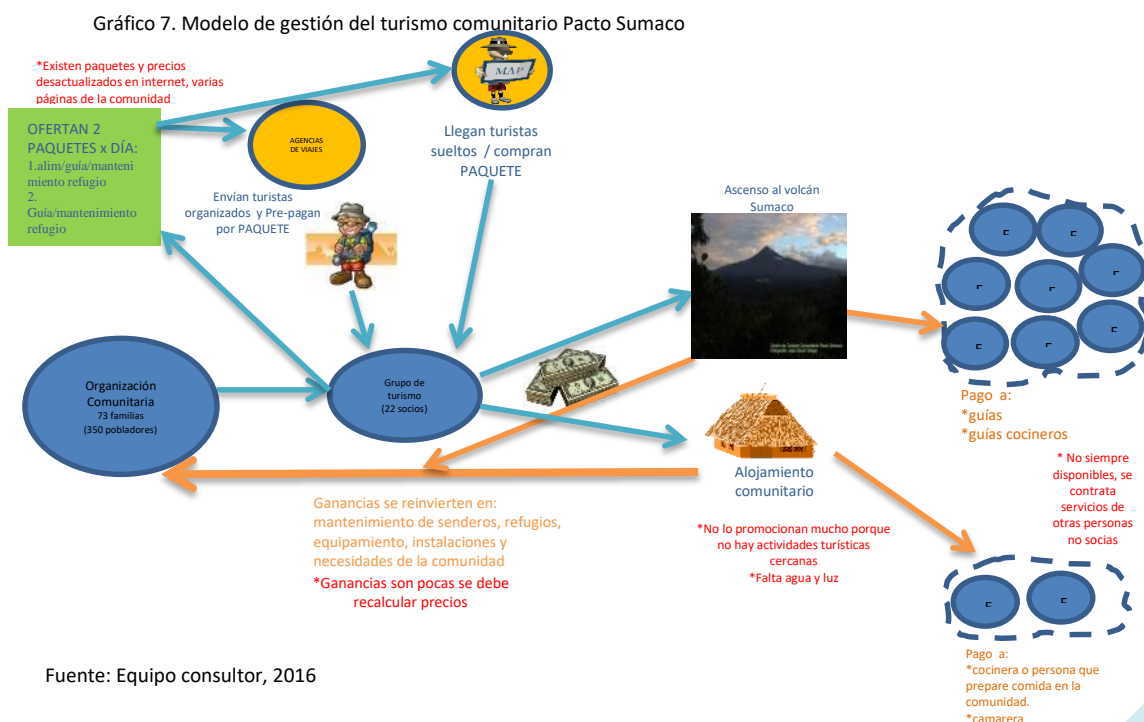 Gráfico 7. Modelo de gestión del turismo comunitario Pacto Sumaco
*Existen paquetes y precios
desactualizados en internet, varias
páginas de la comunidad
OFERTAN 2
PAQUETES x DÍA:
1.alim/guía/manteni
miento refugio
2.
Guía/mantenimiento
refugio
AGENCIAS
DE VIAJES
MAP
Llegan turistas
sueltos / compran
PAQUETE
Envían turistas
organizados y Pre-pagan
por PAQUETE
Ascenso al volcán
Sumaco
Organización
Comunitaria
73 familias
(350 pobladores)
Grupo de
turismo
(22 socios)
Pago a:
*guías
*guías cocineros
* No siempre
disponibles, se
contrata
servicios de
otras personas
no socias
Alojamiento
comunitario
*No lo promocionan mucho porque
no hay actividades turísticas
cercanas
*Falta agua y luz
Ganancias se reinvierten en:
mantenimiento de senderos, refugios,
equipamiento, instalaciones y
necesidades de la comunidad
*Ganancias son pocas se debe
recalcular precios
Pago a:
*cocinera o persona que
prepare comida en la
comunidad.
*camarera
Fuente: Equipo consultor, 2016